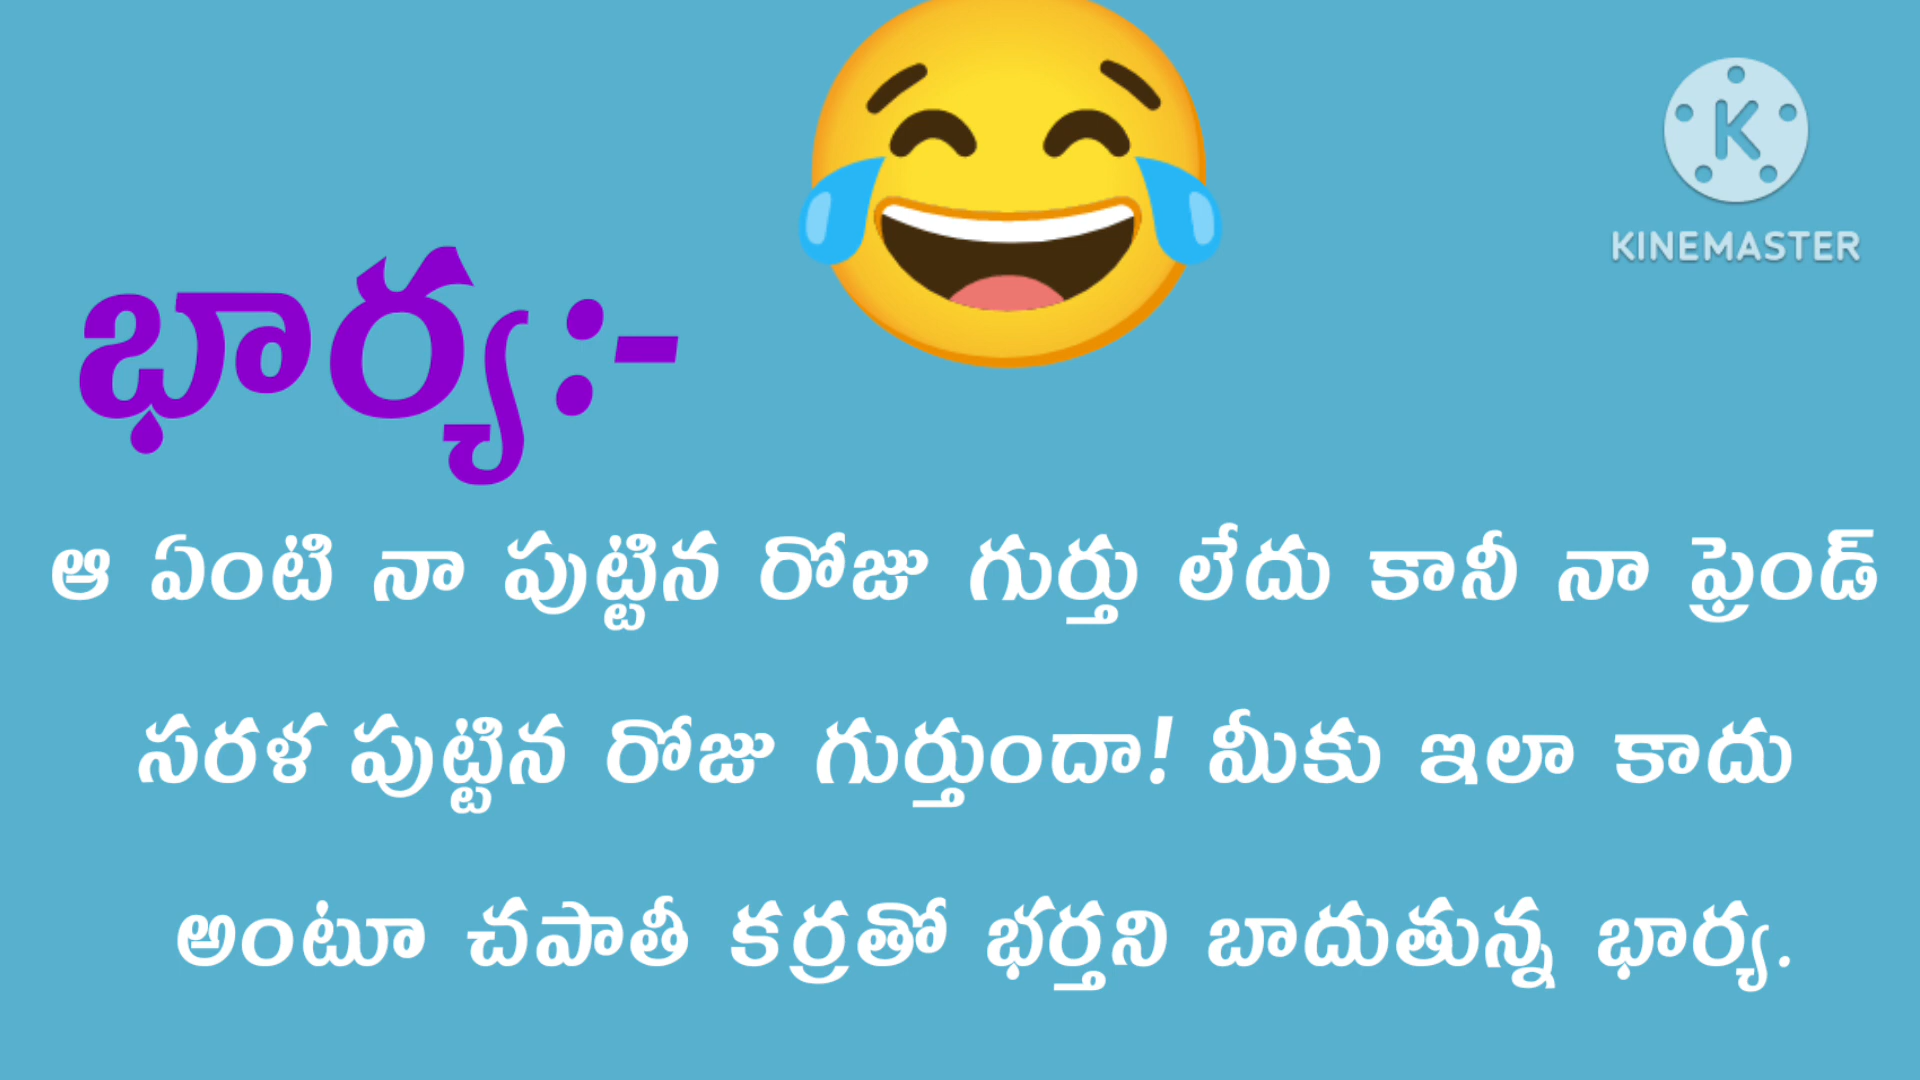 KINEMASTER
భార్య:-
ఆ ఏంటి నా పుట్టిన రోజు గుర్తు లేదు కానీ నా ఫ్రెండ్
సరళ పుట్టిన రోజు గుర్తుందా! మీకు ఇలా కాదు
అంటూ చపాతీ కర్రతో భర్తని బాదుతున్న భార్య.